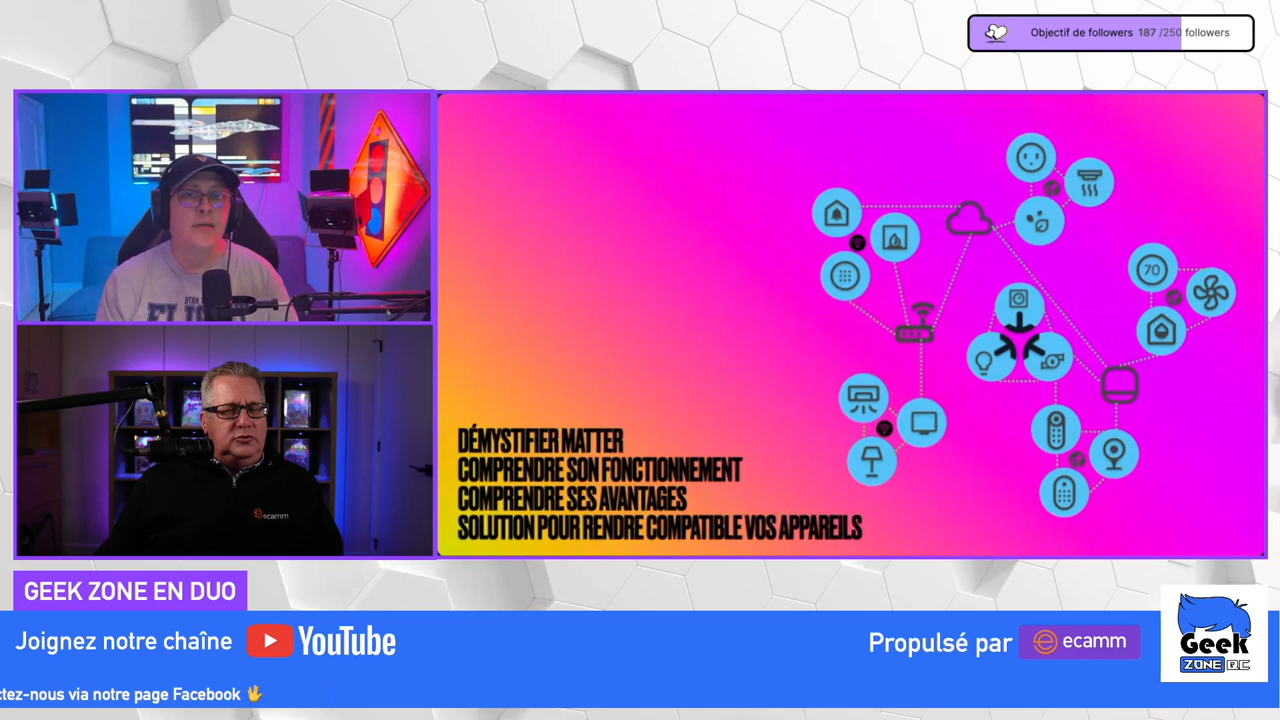 Objectif de followers 187 /250 followers
70
DÉMYSTIFIER MATTER
COMPRENDRE SON FONCTIONNEMENT
COMPRENDRE SES AVANTAGES
SOLUTION POUR RENDRE COMPATIBLE VOS APPAREILS
ecamm
GEEK ZONE EN DUO
Joignez notre chaîne YouTube
Propulsé par ecamm
Geek
ZONE QC
ctez-nous via notre page Facebook 🖖